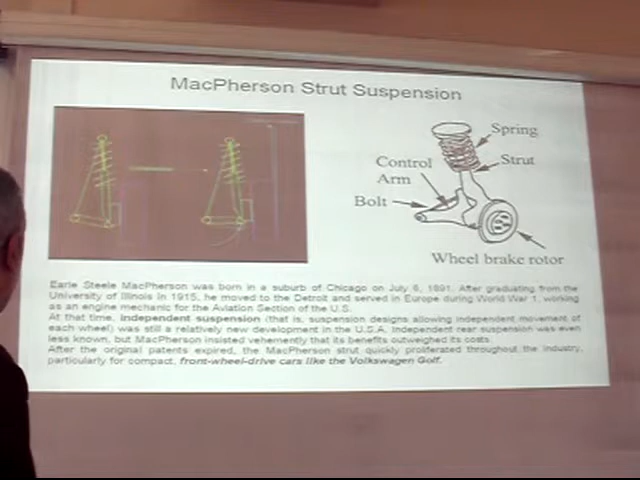 MacPherson Strut Suspension
Spring
Control
Arm
Strut
Bolt
Wheel brake rotor
Earle Steele MacPherson was born in a suburb of Chicago on July 6, 1891. After graduating from the
University of Illinois in 1915, he moved to the Detroit and served in Europe during World War 1, working
as an engine mechanic for the Aviation Section of the U.S.
At that time, independent suspension (that is, suspension designs allowing independent movement of
each wheel) was still a relatively new development in the U.S.A. Independent rear suspension was even
less known, but MacPherson insisted vehemently that its benefits outweighed its costs.
After the original patents expired, the MacPherson strut quickly proliferated throughout the industry,
particularly for compact, front-wheel-drive cars like the Volkswagen Golf.